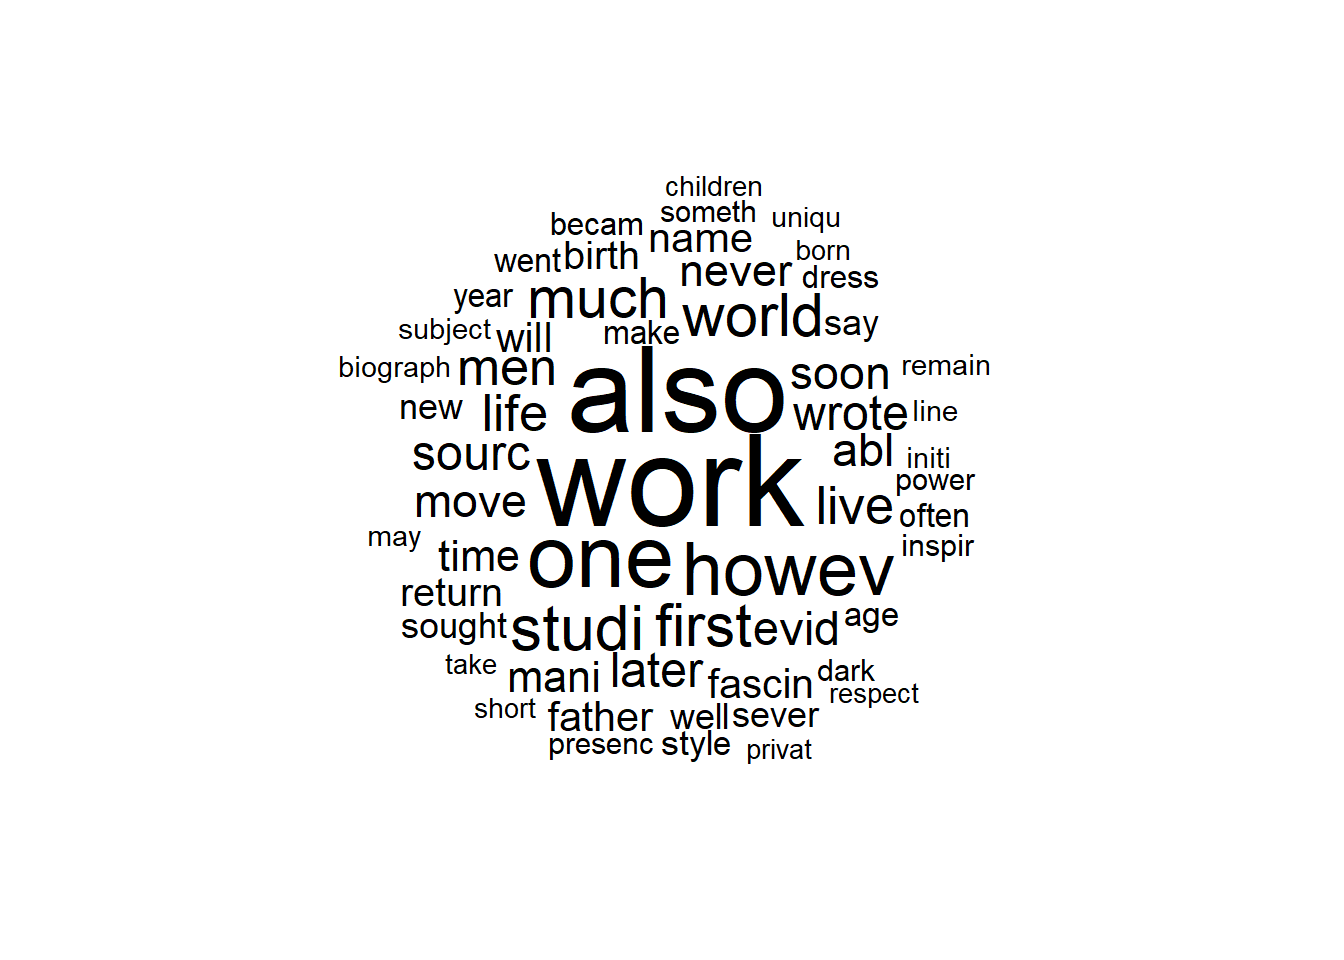 children
someth uniqu
becam name
born
went birth never dress
year much world say
subject will make
biograph men also soon remain
new life wrote line
sourc work abl initi
power
move live often
may time one howev inspir
return
sought studi first evid age
take mani later fascin dark
respect
short father well sever
presenc style privat